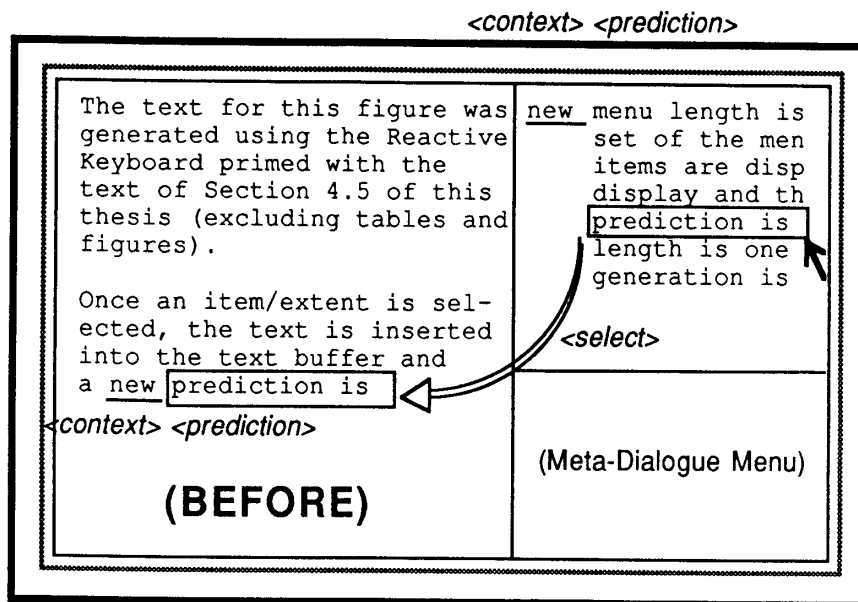 <context> <prediction>
The text for this figure was
generated using the Reactive
Keyboard primed with the
text of Section 4.5 of this
thesis (excluding tables and
figures).
Once an item/extent is sel-
ected, the text is inserted
into the text buffer and
a new prediction is
<context> <prediction>
(BEFORE)
new menu length is
set of the men
items are disp
display and th
prediction is
length is one
generation is
<select>
(Meta-Dialogue Menu)